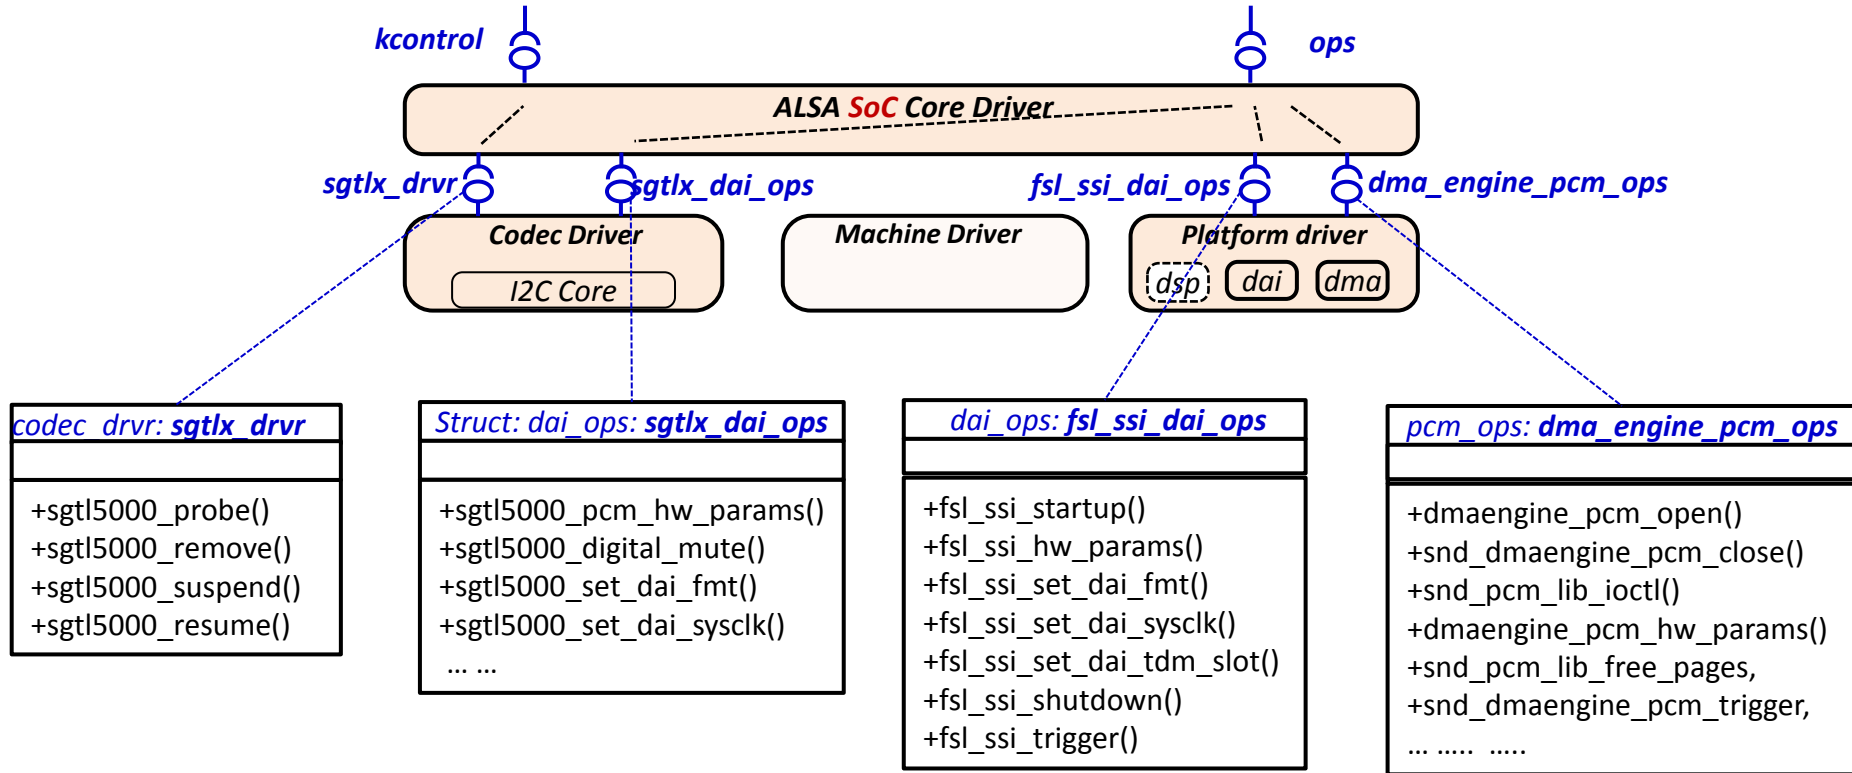 kcontrol
ops
ALSA SoC Core Driver
sgtlx_drvr
sgtlx_dai_ops
fsl_ssi_dai_ops
dma_engine_pcm_ops
Codec Driver
I2C Core
Machine Driver
Platform driver
dsp
dai
dma
codec_drvr: sgtlx_drvr
+sgtl5000_probe()
+sgtl5000_remove()
+sgtl5000_suspend()
+sgtl5000_resume()
Struct: dai_ops: sgtlx_dai_ops
+sgtl5000_pcm_hw_params()
+sgtl5000_digital_mute()
+sgtl5000_set_dai_fmt()
+sgtl5000_set_dai_sysclk()
... ...
dai_ops: fsl_ssi_dai_ops
+fsl_ssi_startup()
+fsl_ssi_hw_params()
+fsl_ssi_set_dai_fmt()
+fsl_ssi_set_dai_sysclk()
+fsl_ssi_set_dai_tdm_slot()
+fsl_ssi_shutdown()
+fsl_ssi_trigger()
pcm_ops: dma_engine_pcm_ops
+dmaengine_pcm_open()
+snd_dmaengine_pcm_close()
+snd_pcm_lib_ioctl()
+dmaengine_pcm_hw_params()
+snd_pcm_lib_free_pages,
+snd_dmaengine_pcm_trigger,
... ..... .....